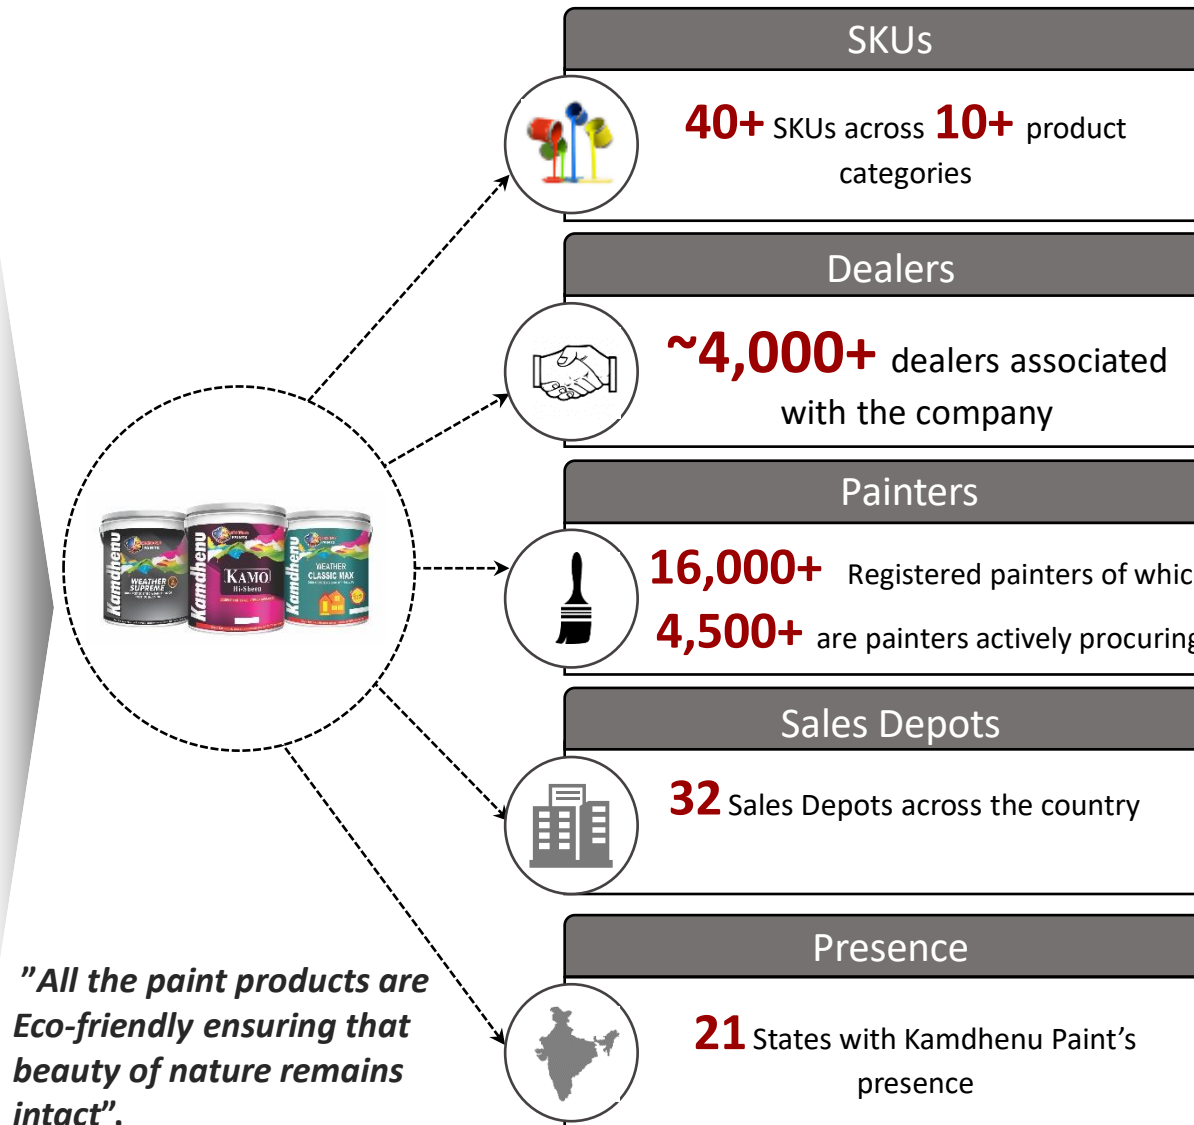 SKUs
40+ SKUs across 10+ product
categories
Dealers
~4,000+ dealers associated
with the company
Painters
16,000+ Registered painters of whic
4,500+ are painters actively procuring
Sales Depots
32 Sales Depots across the country
Presence
21 States with Kamdhenu Paint's
presence
Kamdhenu
WEATHER
SUPREME
Kamdhenu
KAMO
Hi-Sheen
Kamdhenu
WEATHER
CLASSIC MAX
”All the paint products are
Eco-friendly ensuring that
beauty of nature remains
intact”.